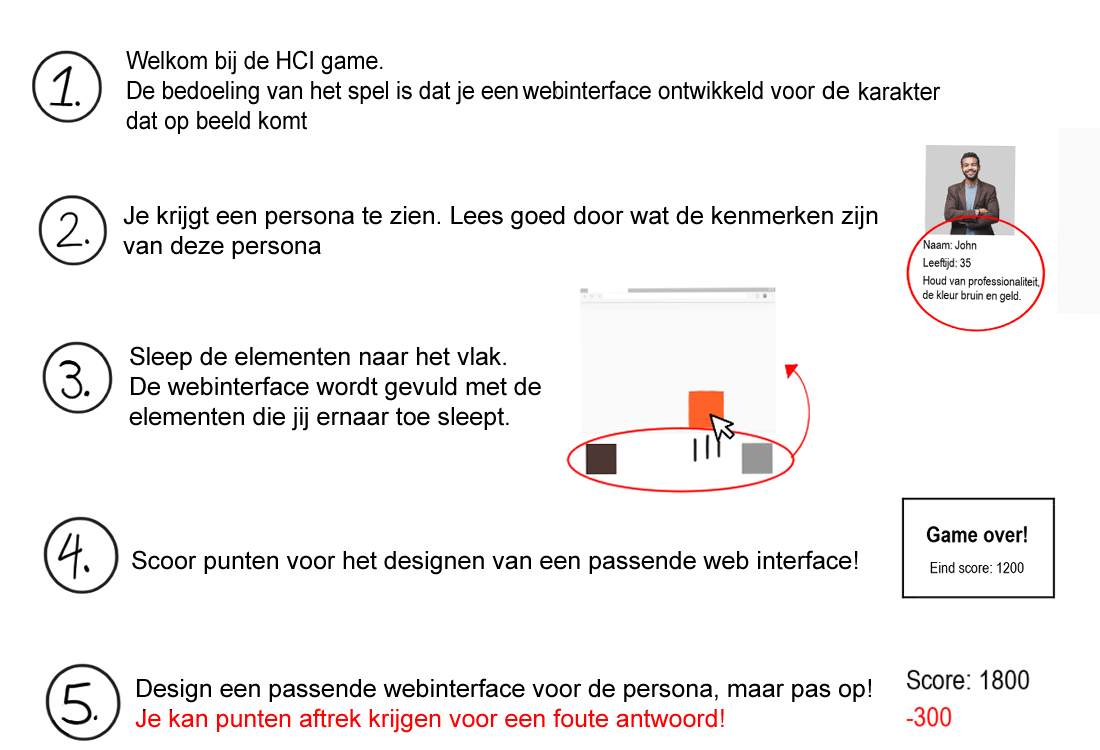 1.
Welkom bij de HCI game.
De bedoeling van het spel is dat je een webinterface ontwikkeld voor de karakter
dat op beeld komt
2.
Je krijgt een persona te zien. Lees goed door wat de kenmerken zijn
van deze persona
Naam: John
Leeftijd: 35
Houd van professionaliteit,
de kleur bruin en geld.
3.
Sleep de elementen naar het vlak.
De webinterface wordt gevuld met de
elementen die jij ernaar toe sleept.
4.
Scoor punten voor het designen van een passende web interface!
Game over!
Eind score: 1200
5.
Design een passende webinterface voor de persona, maar pas op!
Je kan punten aftrek krijgen voor een foute antwoord!
Score: 1800
-300